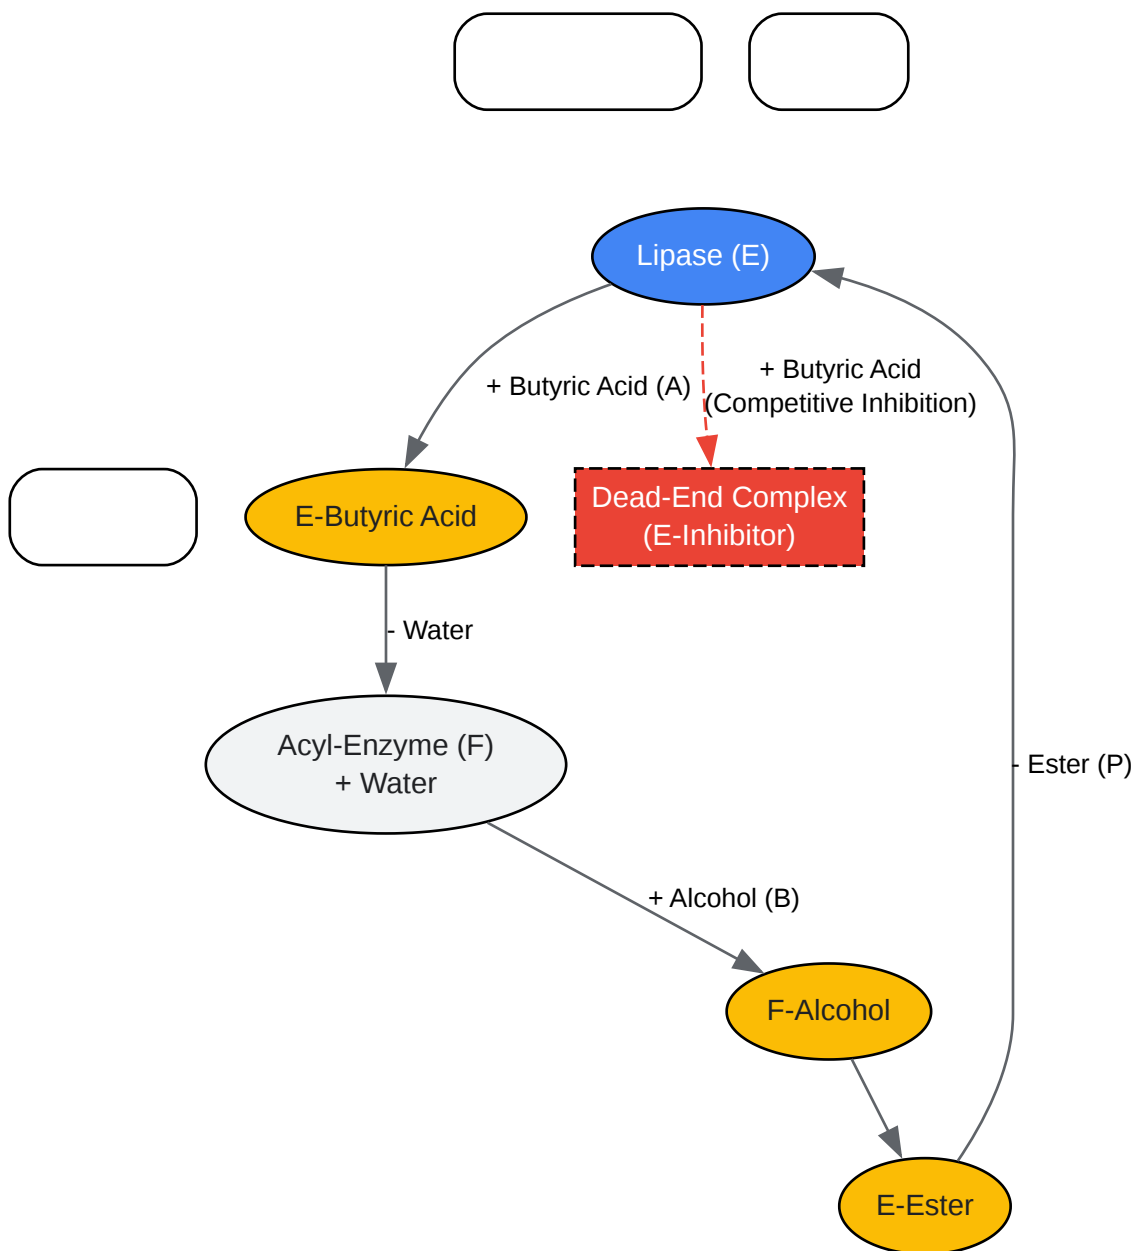 Lipase (E)
+ Butyric Acid (A)
+ Butyric Acid
(Competitive Inhibition)
E-Butyric Acid
Dead-End Complex
(E-Inhibitor)
- Water
Acyl-Enzyme (F)
+ Water
- Ester (P)
+ Alcohol (B)
F-Alcohol
E-Ester